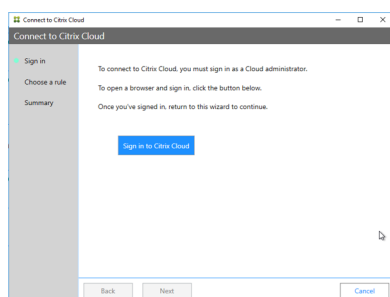 Connect to Citrix Cloud
Connect to Citrix Cloud
Sign in
Choose a rule
Summary
To connect to Citrix Cloud, you must sign in as a Cloud administrator.
To open a browser and sign in, click the button below.
Once you've signed in, return to this wizard to continue.
Sign in to Citrix Cloud
Back
Next
Cancel